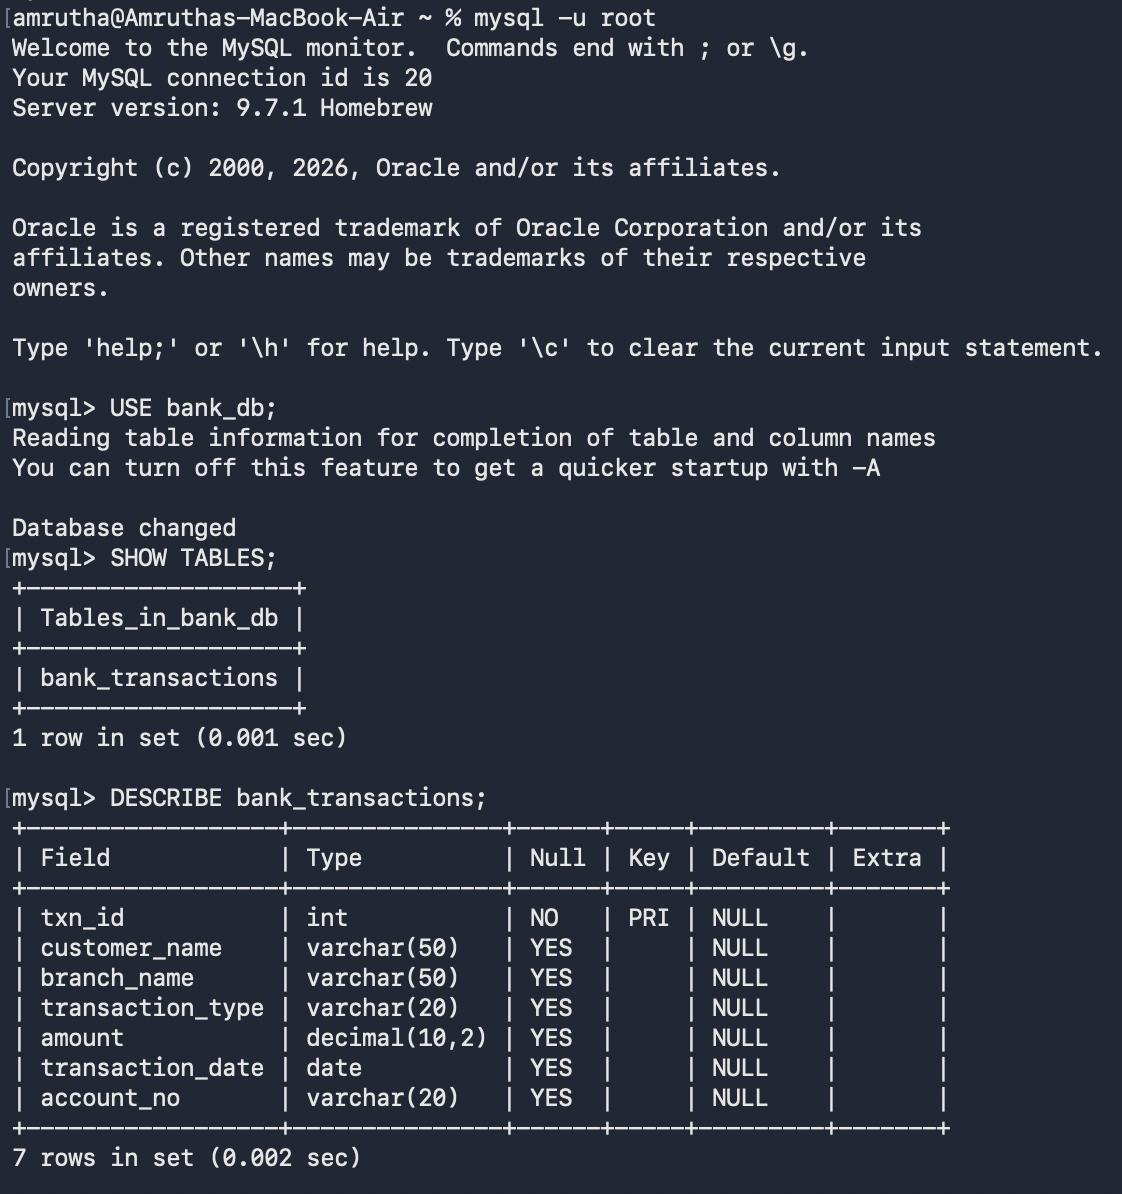 [amrutha@Amruthas-MacBook-Air ~ % mysql -u root
Welcome to the MySQL monitor.  Commands end with ; or \g.
Your MySQL connection id is 20
Server version: 9.7.1 Homebrew
Copyright (c) 2000, 2026, Oracle and/or its affiliates.
Oracle is a registered trademark of Oracle Corporation and/or its
affiliates. Other names may be trademarks of their respective
owners.
Type 'help;' or '\h' for help. Type '\c' to clear the current input statement.
[mysql> USE bank_db;
Reading table information for completion of table and column names
You can turn off this feature to get a quicker startup with -A
Database changed
[mysql> SHOW TABLES;
+-------------------+
| Tables_in_bank_db |
+-------------------+
| bank_transactions |
+-------------------+
1 row in set (0.001 sec)
[mysql> DESCRIBE bank_transactions;
+------------------+---------------+------+-----+---------+-------+
| Field            | Type          | Null | Key | Default | Extra |
+------------------+---------------+------+-----+---------+-------+
| txn_id           | int           | NO   | PRI | NULL    |       |
| customer_name    | varchar(50)   | YES  |     | NULL    |       |
| branch_name      | varchar(50)   | YES  |     | NULL    |       |
| transaction_type | varchar(20)   | YES  |     | NULL    |       |
| amount           | decimal(10,2) | YES  |     | NULL    |       |
| transaction_date | date          | YES  |     | NULL    |       |
| account_no       | varchar(20)   | YES  |     | NULL    |       |
+------------------+---------------+------+-----+---------+-------+
7 rows in set (0.002 sec)